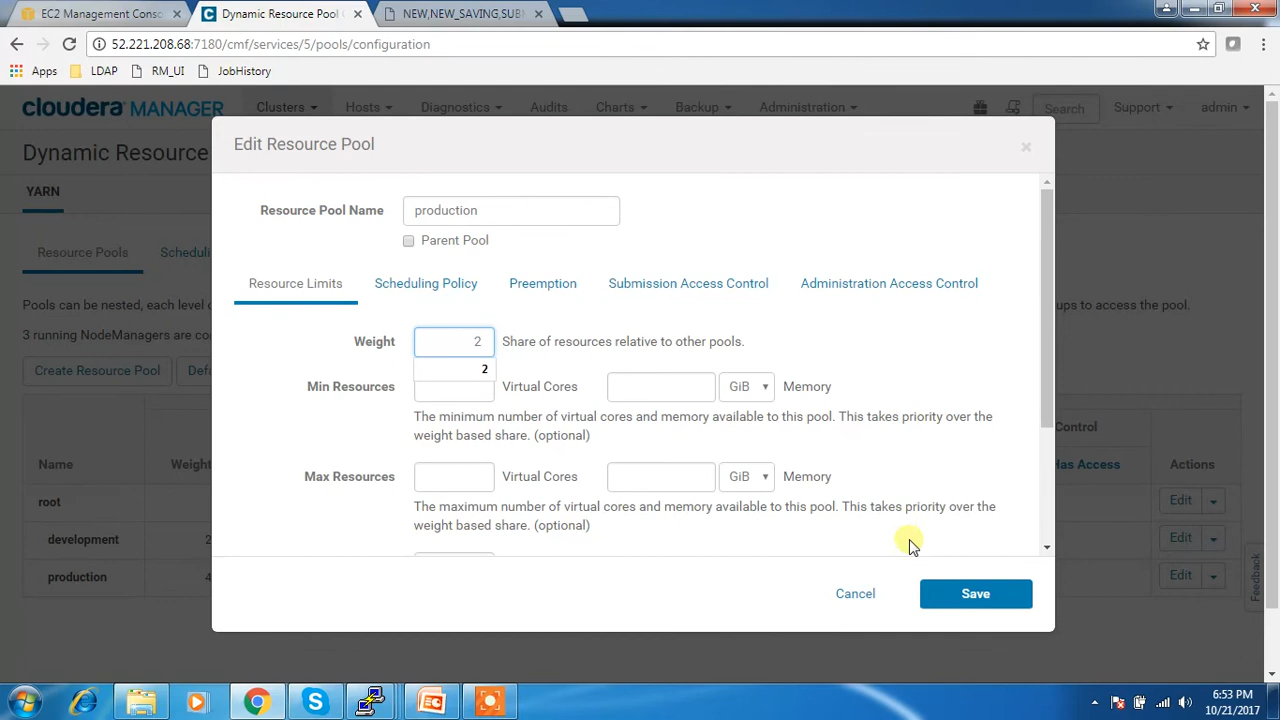 EC2 Management Consc
Dynamic Resource Pool
NEW,NEW_SAVING,SUBM
52.221.208.68:7180/cmf/services/5/pools/configuration
Apps LDAP RM_UI JobHistory
cloudera MANAGER Clusters Hosts Diagnostics Audits Charts Backup Administration Search Support admin
Dynamic Resource
YARN
Resource Pools Scheduli
Pools can be nested, each level c
ups to access the pool.
3 running NodeManagers are co
Create Resource Pool Def
Control
Name Weight Has Access Actions
root Edit
development 2 Edit
production 4 Edit
Edit Resource Pool
Resource Pool Name production
Parent Pool
Resource Limits Scheduling Policy Preemption Submission Access Control Administration Access Control
Weight 2 Share of resources relative to other pools.
2
Min Resources Virtual Cores GiB Memory
The minimum number of virtual cores and memory available to this pool. This takes priority over the
weight based share. (optional)
Max Resources Virtual Cores GiB Memory
The maximum number of virtual cores and memory available to this pool. This takes priority over the
weight based share. (optional)
Cancel Save
Feedback
6:53 PM
10/21/2017